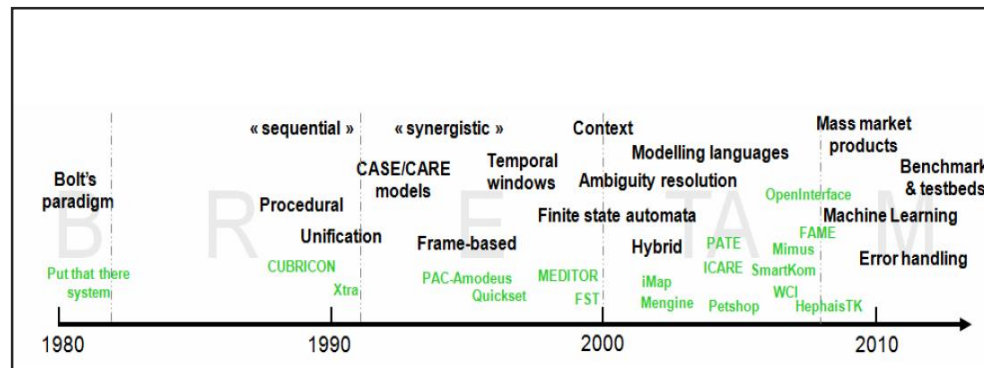 « sequential »
« synergistic »
Context
Mass market
products
Modelling languages
CASE/CARE
models
Temporal
windows
Benchmark
& testbeds
Bolt's
paradigm
Ambiguity resolution
OpenInterface
B R E T A M
Procedural
Finite state automata
Machine Learning
Unification
Frame-based
Hybrid
PATE
FAME
Mimus
Error handling
Put that there
system
CUBRICON
Xtra
PAC-Amodeus
Quickset
MEDITOR
FST
iMap
Mengine
ICARE
SmartKom
WCI
Petshop
HephaisTK
1980
1990
2000
2010